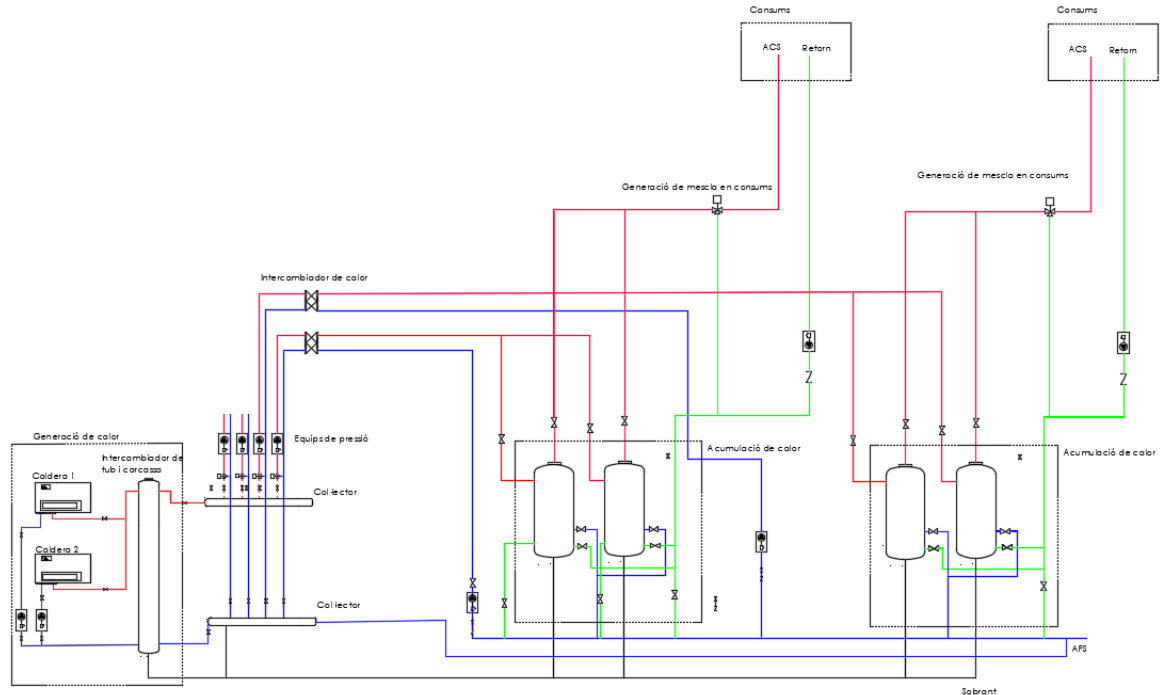 Consums
Consums
ACS
Retorn
ACS
Retorn
Generació de mescla en consums
Generació de mescla en consums
Intercambiador de calor
Equips de pressió
Generació de calor
Intercambiador de
tub i carcassa
Acumulació de calor
Acumulació de calor
Caldera 1
Col·lector
Caldera 2
Col·lector
AFS
Sobrant